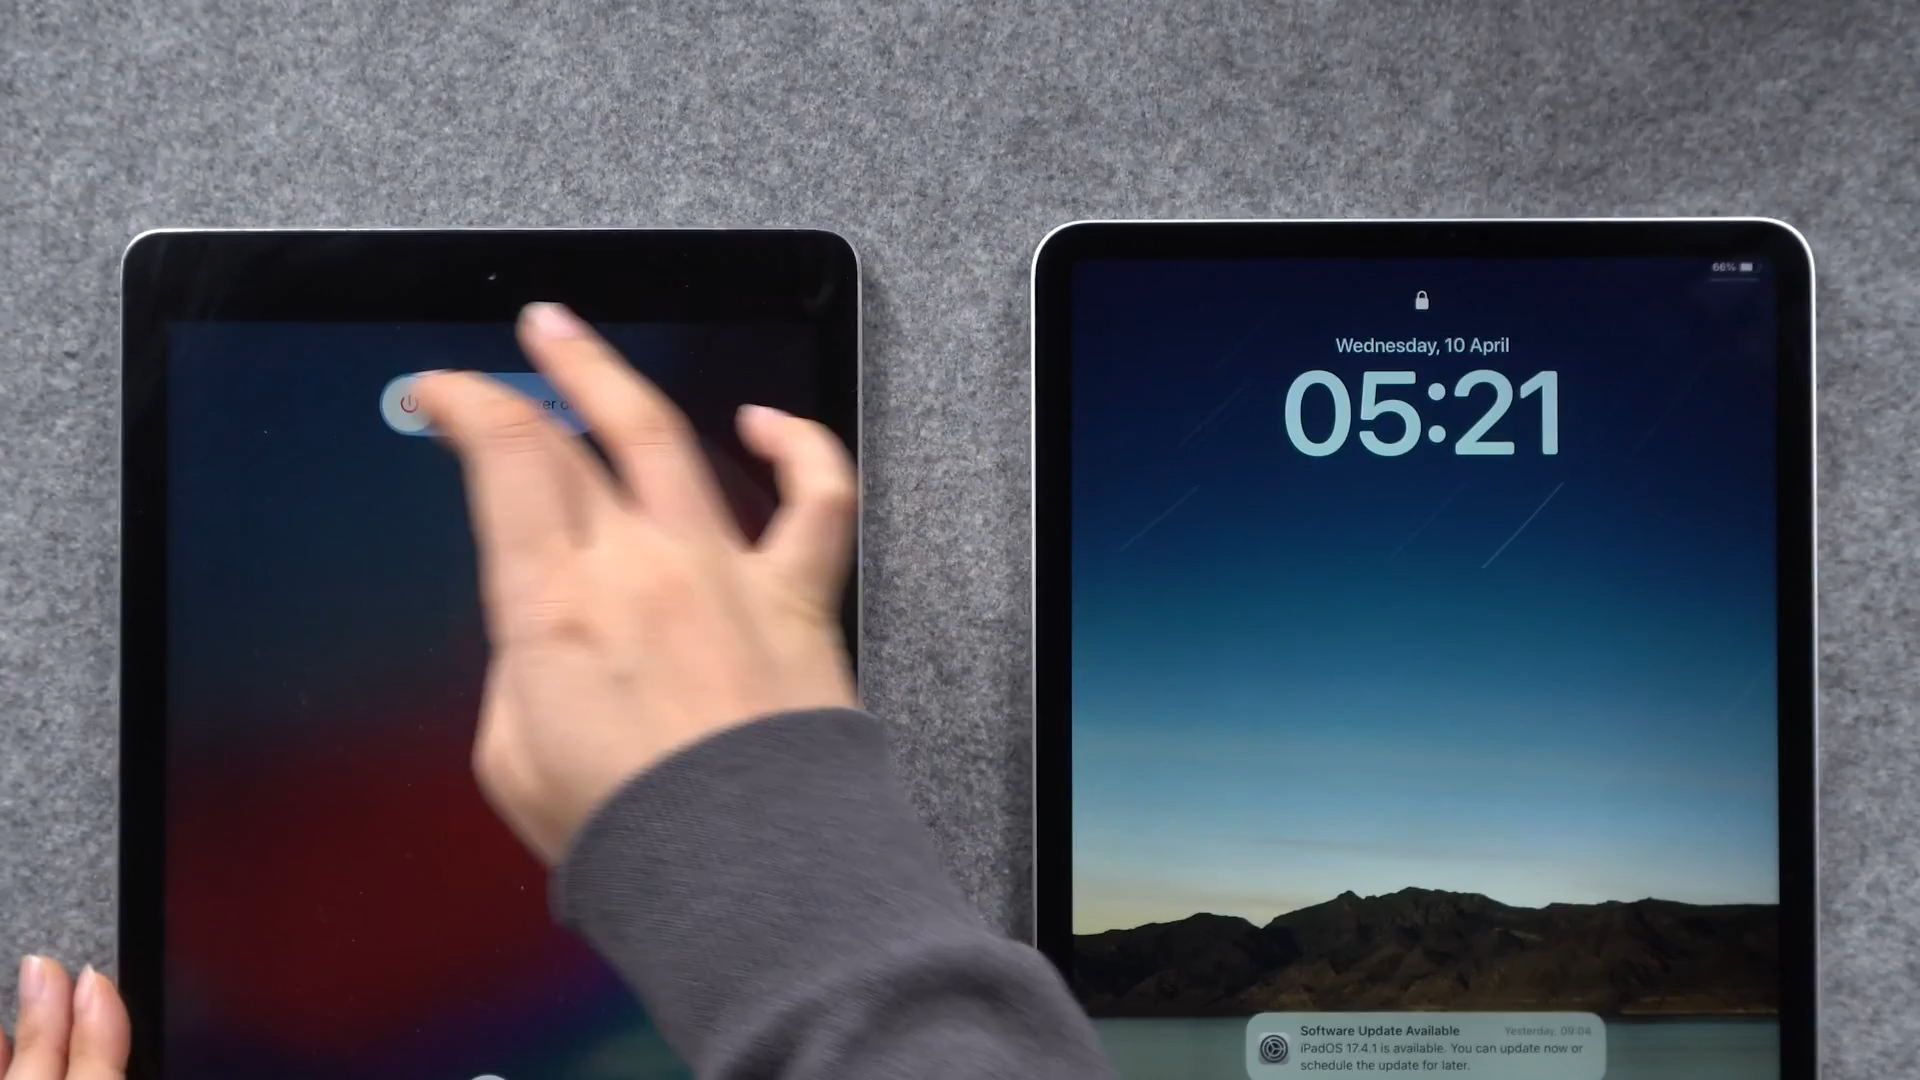 66%
Wednesday, 10 April
05:21
Software Update Available
Yesterday, 09:04
iPadOS 17.4.1 is available. You can update now or
schedule the update for later.